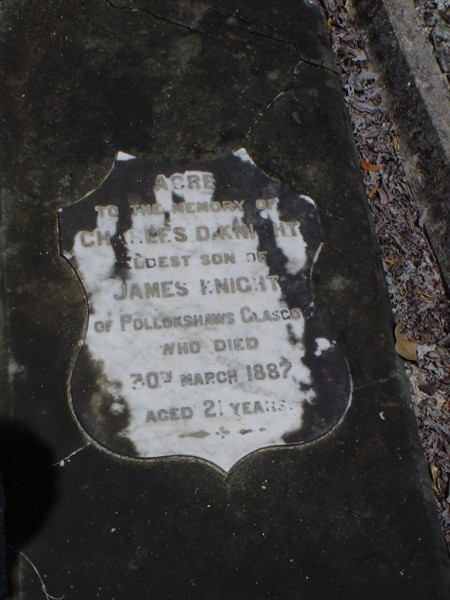 SACRED
TO THE MEMORY OF
CHARLES D. KNIGHT
ELDEST SON OF
JAMES KNIGHT
OF POLLOKSHAWS GLASGOW
WHO DIED
30TH MARCH 1887
AGED 21 YEARS.